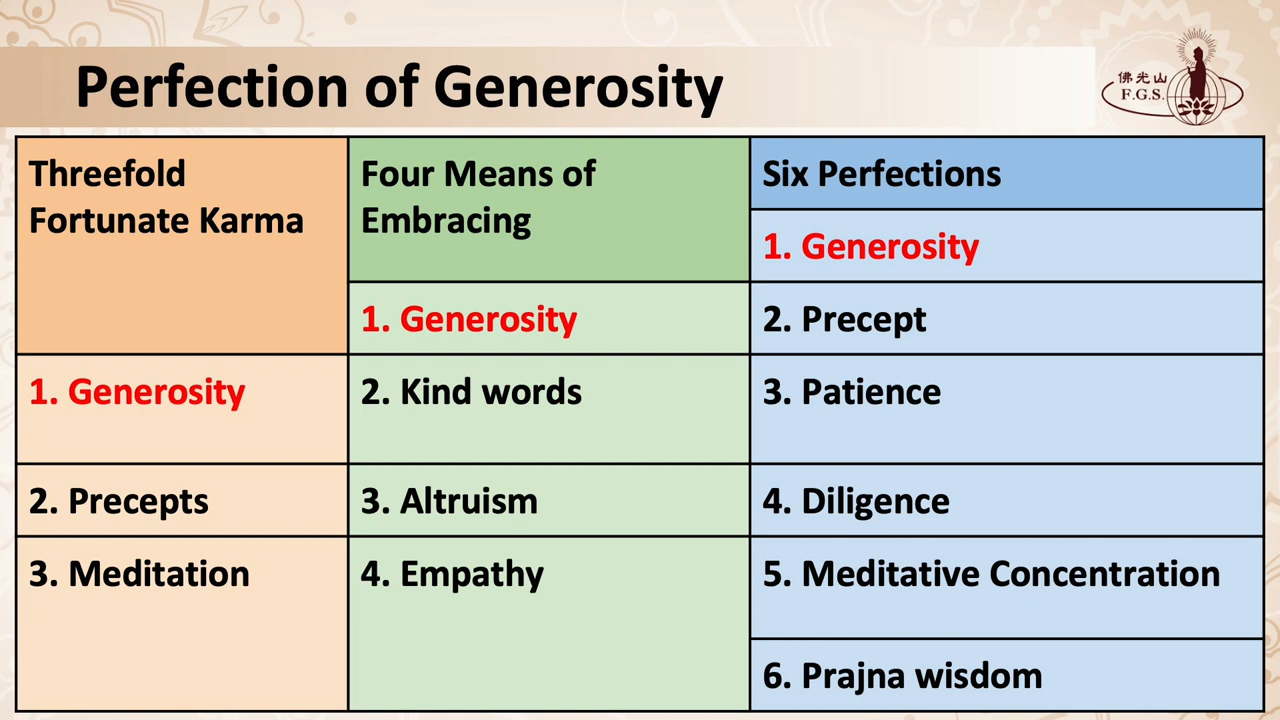 Perfection of Generosity
佛光山
F.G.S.
Threefold
Fortunate Karma
1. Generosity
2. Precepts
3. Meditation
Four Means of
Embracing
1. Generosity
2. Kind words
3. Altruism
4. Empathy
Six Perfections
1. Generosity
2. Precept
3. Patience
4. Diligence
5. Meditative Concentration
6. Prajna wisdom